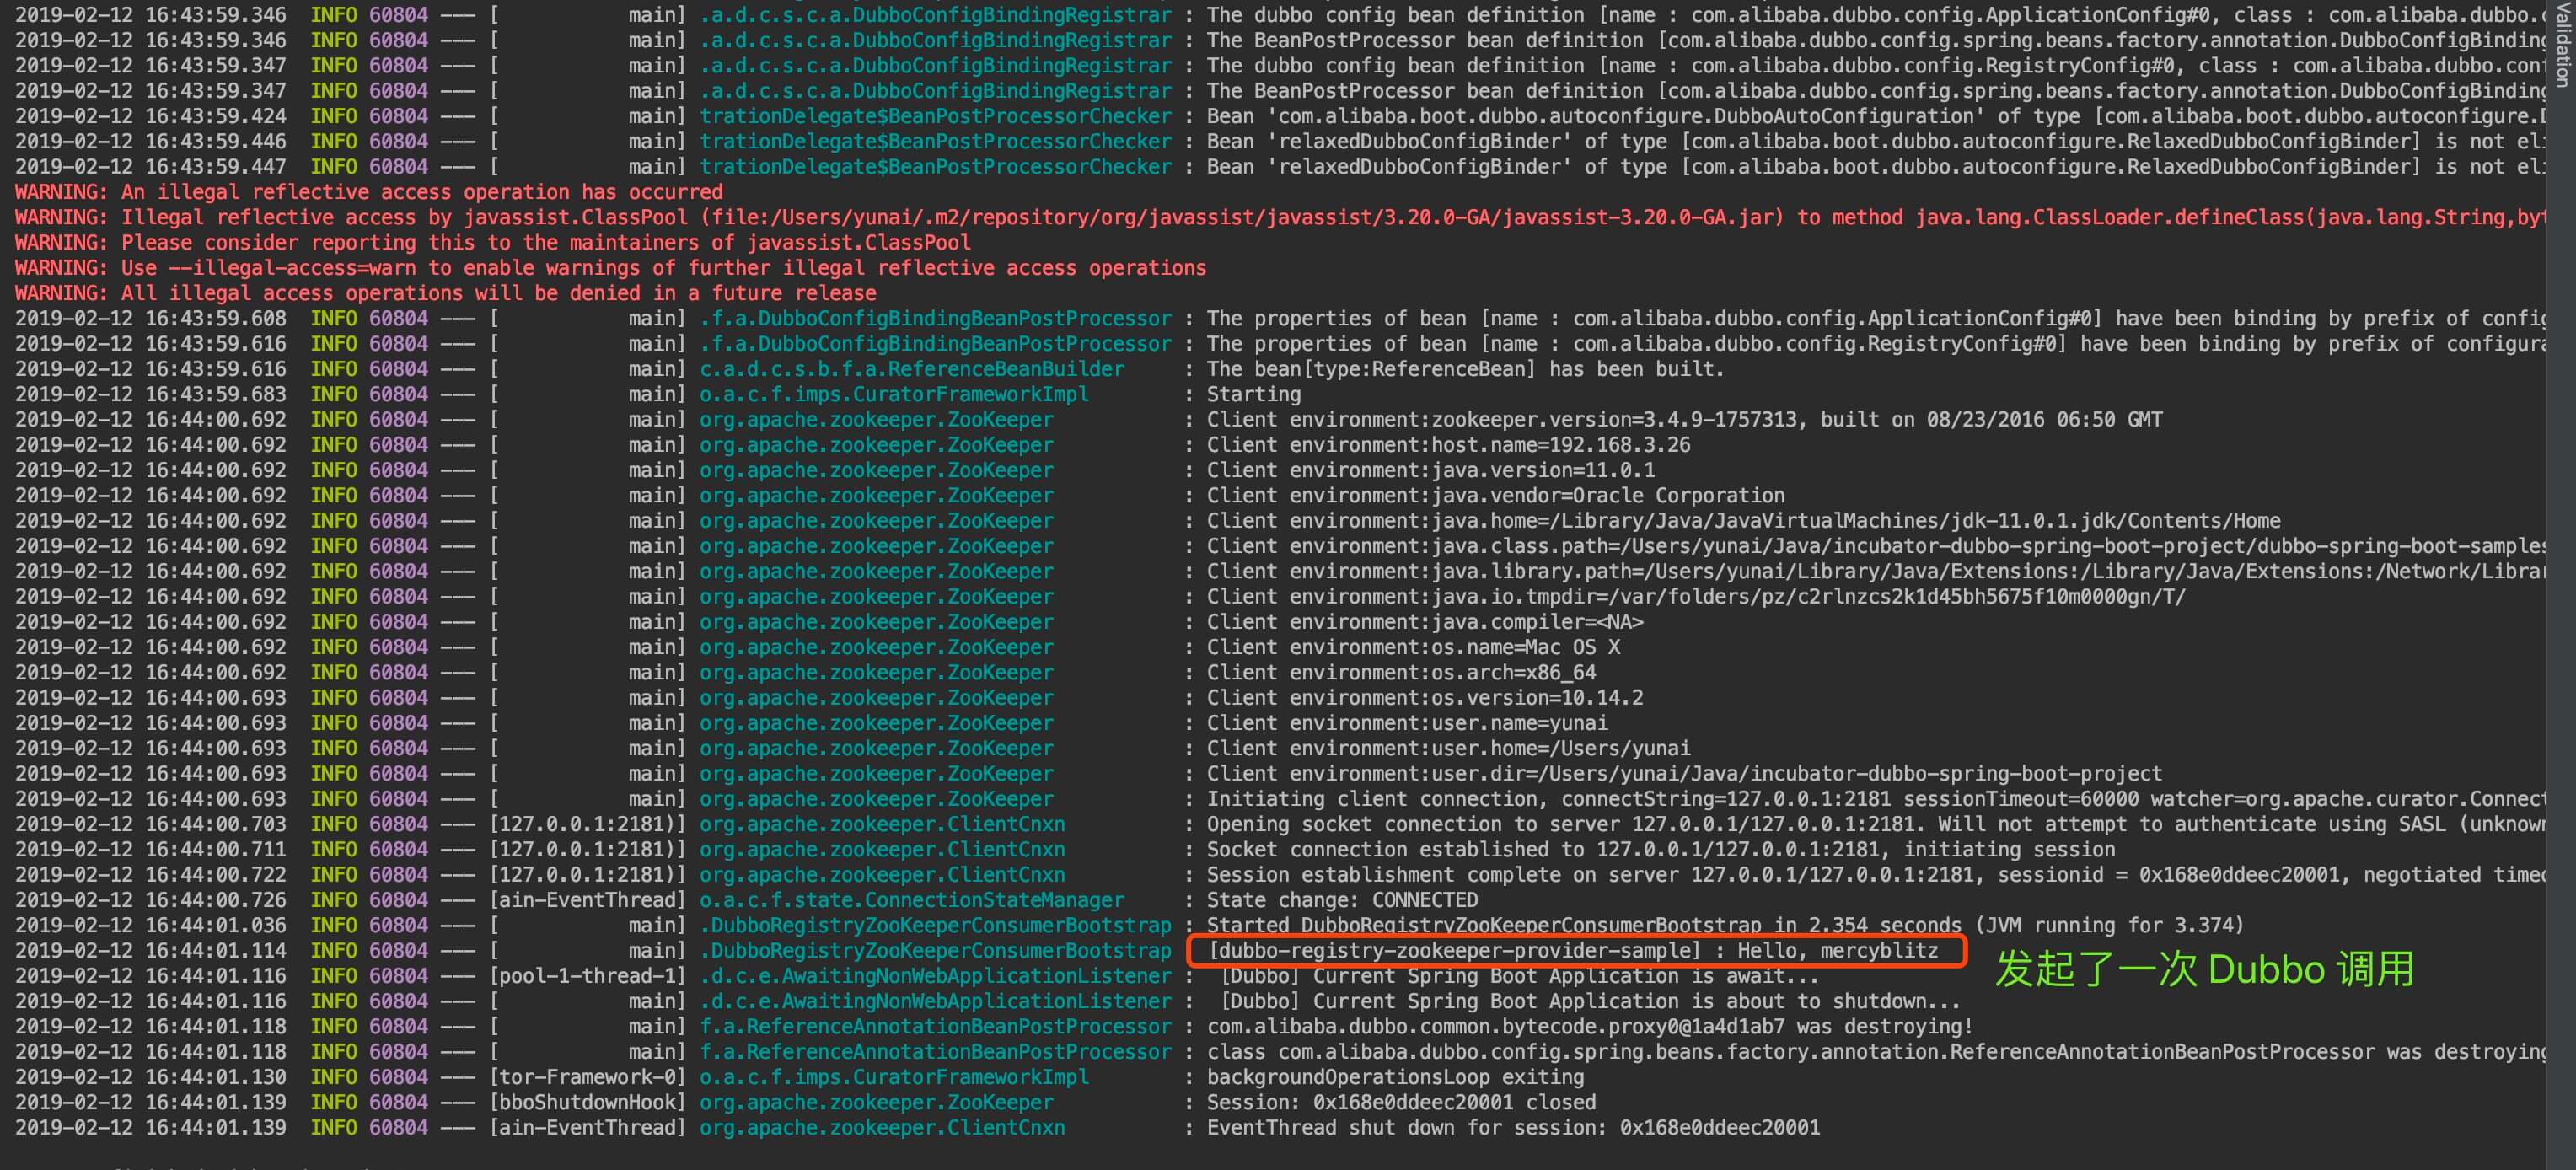 2019-02-12 16:43:59.346  INFO 60804 --- [           main] .a.d.c.s.c.a.DubboConfigBindingRegistrar : The dubbo config bean definition [name : com.alibaba.dubbo.config.ApplicationConfig#0, class : com.alibaba.dubbo.c
2019-02-12 16:43:59.346  INFO 60804 --- [           main] .a.d.c.s.c.a.DubboConfigBindingRegistrar : The BeanPostProcessor bean definition [com.alibaba.dubbo.config.spring.beans.factory.annotation.DubboConfigBinding
2019-02-12 16:43:59.347  INFO 60804 --- [           main] .a.d.c.s.c.a.DubboConfigBindingRegistrar : The dubbo config bean definition [name : com.alibaba.dubbo.config.RegistryConfig#0, class : com.alibaba.dubbo.conf
2019-02-12 16:43:59.347  INFO 60804 --- [           main] .a.d.c.s.c.a.DubboConfigBindingRegistrar : The BeanPostProcessor bean definition [com.alibaba.dubbo.config.spring.beans.factory.annotation.DubboConfigBinding
2019-02-12 16:43:59.424  INFO 60804 --- [           main] trationDelegate$BeanPostProcessorChecker : Bean 'com.alibaba.boot.dubbo.autoconfigure.DubboAutoConfiguration' of type [com.alibaba.boot.dubbo.autoconfigure.D
2019-02-12 16:43:59.446  INFO 60804 --- [           main] trationDelegate$BeanPostProcessorChecker : Bean 'relaxedDubboConfigBinder' of type [com.alibaba.boot.dubbo.autoconfigure.RelaxedDubboConfigBinder] is not eli
2019-02-12 16:43:59.447  INFO 60804 --- [           main] trationDelegate$BeanPostProcessorChecker : Bean 'relaxedDubboConfigBinder' of type [com.alibaba.boot.dubbo.autoconfigure.RelaxedDubboConfigBinder] is not eli
WARNING: An illegal reflective access operation has occurred
WARNING: Illegal reflective access by javassist.ClassPool (file:/Users/yunai/.m2/repository/org/javassist/javassist/3.20.0-GA/javassist-3.20.0-GA.jar) to method java.lang.ClassLoader.defineClass(java.lang.String,byt
WARNING: Please consider reporting this to the maintainers of javassist.ClassPool
WARNING: Use --illegal-access=warn to enable warnings of further illegal reflective access operations
WARNING: All illegal access operations will be denied in a future release
2019-02-12 16:43:59.608  INFO 60804 --- [           main] .f.a.DubboConfigBindingBeanPostProcessor : The properties of bean [name : com.alibaba.dubbo.config.ApplicationConfig#0] have been binding by prefix of config
2019-02-12 16:43:59.616  INFO 60804 --- [           main] .f.a.DubboConfigBindingBeanPostProcessor : The properties of bean [name : com.alibaba.dubbo.config.RegistryConfig#0] have been binding by prefix of configura
2019-02-12 16:43:59.616  INFO 60804 --- [           main] c.a.d.c.s.b.f.a.ReferenceBeanBuilder     : The bean[type:ReferenceBean] has been built.
2019-02-12 16:43:59.683  INFO 60804 --- [           main] o.a.c.f.imps.CuratorFrameworkImpl        : Starting
2019-02-12 16:44:00.692  INFO 60804 --- [           main] org.apache.zookeeper.ZooKeeper           : Client environment:zookeeper.version=3.4.9-1757313, built on 08/23/2016 06:50 GMT
2019-02-12 16:44:00.692  INFO 60804 --- [           main] org.apache.zookeeper.ZooKeeper           : Client environment:host.name=192.168.3.26
2019-02-12 16:44:00.692  INFO 60804 --- [           main] org.apache.zookeeper.ZooKeeper           : Client environment:java.version=11.0.1
2019-02-12 16:44:00.692  INFO 60804 --- [           main] org.apache.zookeeper.ZooKeeper           : Client environment:java.vendor=Oracle Corporation
2019-02-12 16:44:00.692  INFO 60804 --- [           main] org.apache.zookeeper.ZooKeeper           : Client environment:java.home=/Library/Java/JavaVirtualMachines/jdk-11.0.1.jdk/Contents/Home
2019-02-12 16:44:00.692  INFO 60804 --- [           main] org.apache.zookeeper.ZooKeeper           : Client environment:java.class.path=/Users/yunai/Java/incubator-dubbo-spring-boot-project/dubbo-spring-boot-samples
2019-02-12 16:44:00.692  INFO 60804 --- [           main] org.apache.zookeeper.ZooKeeper           : Client environment:java.library.path=/Users/yunai/Library/Java/Extensions:/Library/Java/Extensions:/Network/Librar
2019-02-12 16:44:00.692  INFO 60804 --- [           main] org.apache.zookeeper.ZooKeeper           : Client environment:java.io.tmpdir=/var/folders/pz/c2rlnzcs2k1d45bh5675f10m0000gn/T/
2019-02-12 16:44:00.692  INFO 60804 --- [           main] org.apache.zookeeper.ZooKeeper           : Client environment:java.compiler=<NA>
2019-02-12 16:44:00.692  INFO 60804 --- [           main] org.apache.zookeeper.ZooKeeper           : Client environment:os.name=Mac OS X
2019-02-12 16:44:00.692  INFO 60804 --- [           main] org.apache.zookeeper.ZooKeeper           : Client environment:os.arch=x86_64
2019-02-12 16:44:00.693  INFO 60804 --- [           main] org.apache.zookeeper.ZooKeeper           : Client environment:os.version=10.14.2
2019-02-12 16:44:00.693  INFO 60804 --- [           main] org.apache.zookeeper.ZooKeeper           : Client environment:user.name=yunai
2019-02-12 16:44:00.693  INFO 60804 --- [           main] org.apache.zookeeper.ZooKeeper           : Client environment:user.home=/Users/yunai
2019-02-12 16:44:00.693  INFO 60804 --- [           main] org.apache.zookeeper.ZooKeeper           : Client environment:user.dir=/Users/yunai/Java/incubator-dubbo-spring-boot-project
2019-02-12 16:44:00.693  INFO 60804 --- [           main] org.apache.zookeeper.ZooKeeper           : Initiating client connection, connectString=127.0.0.1:2181 sessionTimeout=60000 watcher=org.apache.curator.Connect
2019-02-12 16:44:00.703  INFO 60804 --- [127.0.0.1:2181)] org.apache.zookeeper.ClientCnxn          : Opening socket connection to server 127.0.0.1/127.0.0.1:2181. Will not attempt to authenticate using SASL (unknown
2019-02-12 16:44:00.711  INFO 60804 --- [127.0.0.1:2181)] org.apache.zookeeper.ClientCnxn          : Socket connection established to 127.0.0.1/127.0.0.1:2181, initiating session
2019-02-12 16:44:00.722  INFO 60804 --- [127.0.0.1:2181)] org.apache.zookeeper.ClientCnxn          : Session establishment complete on server 127.0.0.1/127.0.0.1:2181, sessionid = 0x168e0ddeec20001, negotiated timeo
2019-02-12 16:44:00.726  INFO 60804 --- [ain-EventThread] o.a.c.f.state.ConnectionStateManager     : State change: CONNECTED
2019-02-12 16:44:01.036  INFO 60804 --- [           main] .DubboRegistryZooKeeperConsumerBootstrap : Started DubboRegistryZooKeeperConsumerBootstrap in 2.354 seconds (JVM running for 3.374)
2019-02-12 16:44:01.114  INFO 60804 --- [           main] .DubboRegistryZooKeeperConsumerBootstrap   [dubbo-registry-zookeeper-provider-sample] : Hello, mercyblitz
发起了一次 Dubbo 调用
2019-02-12 16:44:01.116  INFO 60804 --- [pool-1-thread-1] .d.c.e.AwaitingNonWebApplicationListener :  [Dubbo] Current Spring Boot Application is await...
2019-02-12 16:44:01.116  INFO 60804 --- [           main] .d.c.e.AwaitingNonWebApplicationListener :  [Dubbo] Current Spring Boot Application is about to shutdown...
2019-02-12 16:44:01.118  INFO 60804 --- [           main] f.a.ReferenceAnnotationBeanPostProcessor : com.alibaba.dubbo.common.bytecode.proxy0@1a4d1ab7 was destroying!
2019-02-12 16:44:01.118  INFO 60804 --- [           main] f.a.ReferenceAnnotationBeanPostProcessor : class com.alibaba.dubbo.config.spring.beans.factory.annotation.ReferenceAnnotationBeanPostProcessor was destroying
2019-02-12 16:44:01.130  INFO 60804 --- [tor-Framework-0] o.a.c.f.imps.CuratorFrameworkImpl        : backgroundOperationsLoop exiting
2019-02-12 16:44:01.139  INFO 60804 --- [bboShutdownHook] org.apache.zookeeper.ZooKeeper           : Session: 0x168e0ddeec20001 closed
2019-02-12 16:44:01.139  INFO 60804 --- [ain-EventThread] org.apache.zookeeper.ClientCnxn          : EventThread shut down for session: 0x168e0ddeec20001
Validation